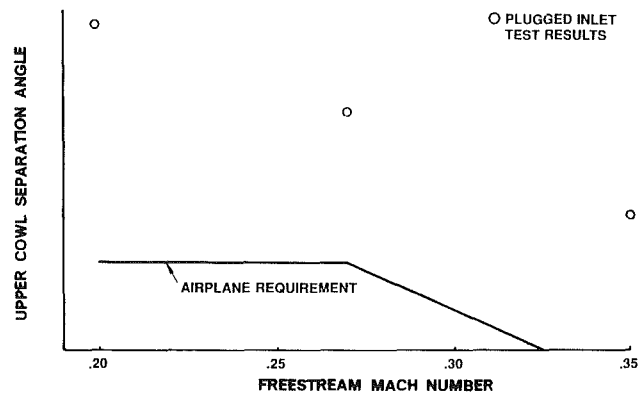 PLUGGED INLET
TEST RESULTS
UPPER COWL SEPARATION ANGLE
AIRPLANE REQUIREMENT
.20
.25
.30
.35
FREESTREAM MACH NUMBER